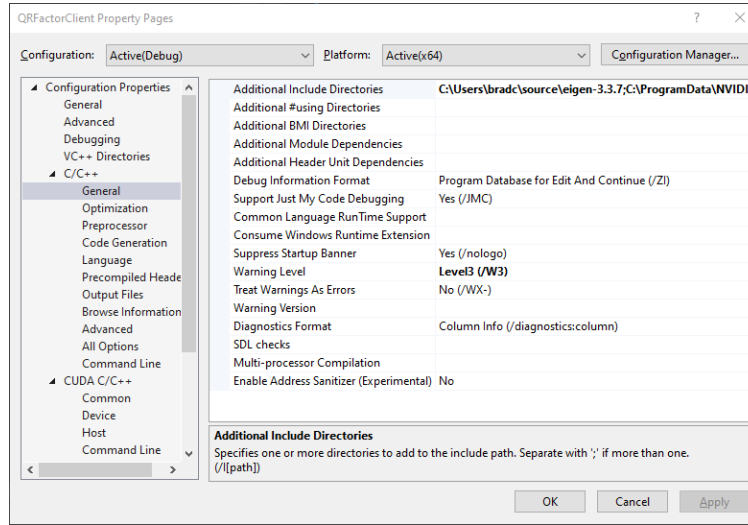 QRFactorClient Property Pages
? ×
Configuration: Active(Debug) Platform: Active(x64) Configuration Manager...
Configuration Properties
General
Advanced
Debugging
VC++ Directories
C/C++
General
Optimization
Preprocessor
Code Generation
Language
Precompiled Heade
Output Files
Browse Information
Advanced
All Options
Command Line
CUDA C/C++
Common
Device
Host
Command Line
Additional Include Directories C:\Users\bradc\source\eigen-3.3.7;C:\ProgramData\NVIDI
Additional #using Directories
Additional BMI Directories
Additional Module Dependencies
Additional Header Unit Dependencies
Debug Information Format Program Database for Edit And Continue (/ZI)
Support Just My Code Debugging Yes (/JMC)
Common Language RunTime Support
Consume Windows Runtime Extension
Suppress Startup Banner Yes (/nologo)
Warning Level Level3 (/W3)
Treat Warnings As Errors No (/WX-)
Warning Version
Diagnostics Format Column Info (/diagnostics:column)
SDL checks
Multi-processor Compilation
Enable Address Sanitizer (Experimental) No
Additional Include Directories
Specifies one or more directories to add to the include path. Separate with ';' if more than one.
(/I[path])
OK Cancel Apply